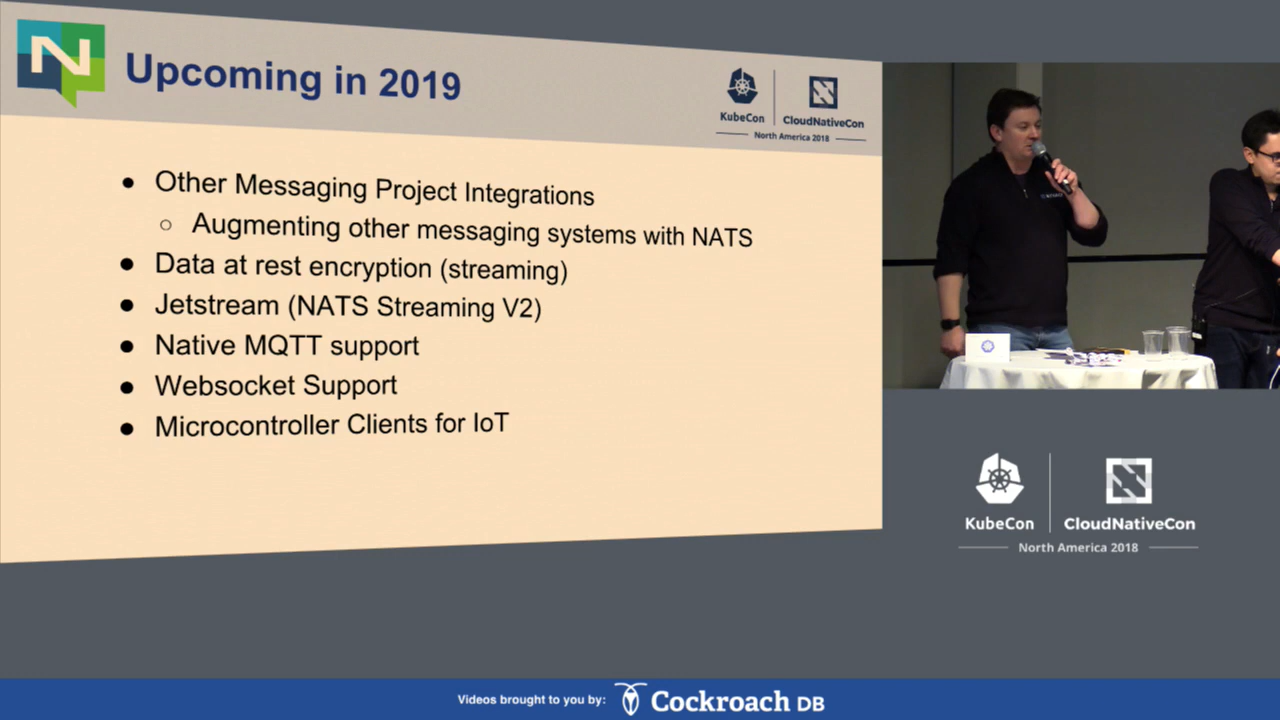 N
Upcoming in 2019
KubeCon
CloudNativeCon
North America 2018
Other Messaging Project Integrations
Augmenting other messaging systems with NATS
Data at rest encryption (streaming)
Jetstream (NATS Streaming V2)
Native MQTT support
Websocket Support
Microcontroller Clients for IoT
KubeCon
CloudNativeCon
North America 2018
Videos brought to you by:
Cockroach DB